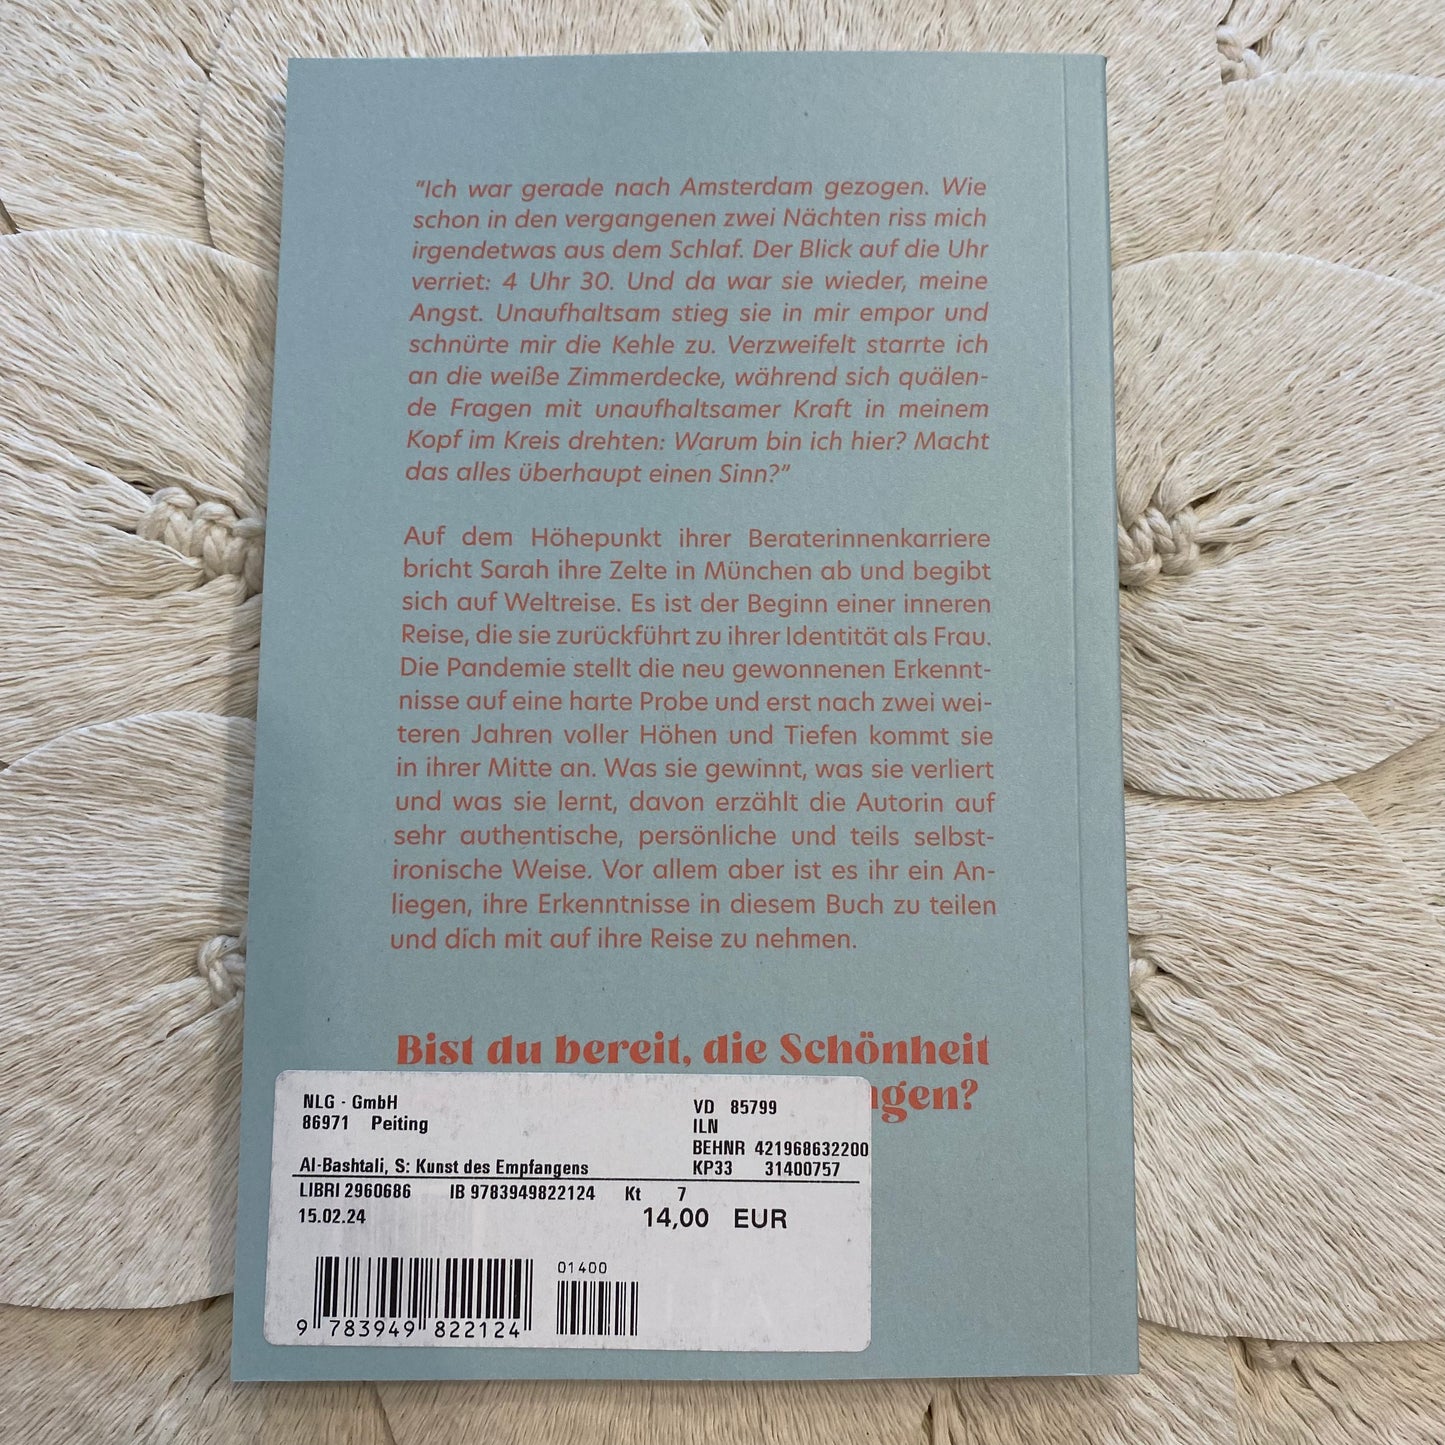 "Ich war gerade nach Amsterdam gezogen. Wie
schon in den vergangenen zwei Nächten riss mich
irgendetwas aus dem Schlaf. Der Blick auf die Uhr
verriet: 4 Uhr 30. Und da war sie wieder, meine
Angst. Unaufhaltsam stieg sie in mir empor und
schnürte mir die Kehle zu. Verzweifelt starrte ich
an die weiße Zimmerdecke, während sich quälen-
de Fragen mit unaufhaltsamer Kraft in meinem
Kopf im Kreis drehten: Warum bin ich hier? Macht
das alles überhaupt einen Sinn?"
Auf dem Höhepunkt ihrer Beraterinnenkarriere
bricht Sarah ihre Zelte in München ab und begibt
sich auf Weltreise. Es ist der Beginn einer inneren
Reise, die sie zurückführt zu ihrer Identität als Frau.
Die Pandemie stellt die neu gewonnenen Erkennt-
nisse auf eine harte Probe und erst nach zwei wei-
teren Jahren voller Höhen und Tiefen kommt sie
in ihrer Mitte an. Was sie gewinnt, was sie verliert
und was sie lernt, davon erzählt die Autorin auf
sehr authentische, persönliche und teils selbst-
ironische Weise. Vor allem aber ist es ihr ein An-
liegen, ihre Erkenntnisse in diesem Buch zu teilen
und dich mit auf ihre Reise zu nehmen.
Bist du bereit, die Schönheit
ngen?
NLG - GmbH
86971 Peiting
VD 85799
ILN
BEHNR 421968632200
KP33 31400757
Al-Bashtali, S: Kunst des Empfangens
LIBRI 2960686 IB 9783949822124 Kt 7
15.02.24 14,00 EUR
01400
9 783949 822124